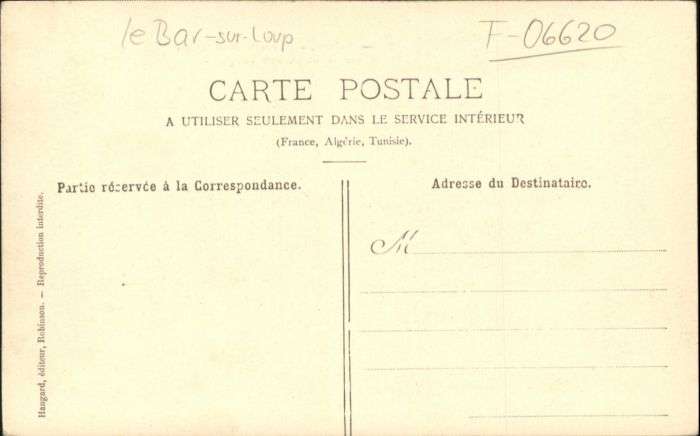 le Bar-sur-Loup
F-06620
CARTE POSTALE
A UTILISER SEULEMENT DANS LE SERVICE INTÉRIEUR
(France, Algérie, Tunisie).
Partie réservée à la Correspondance.
Adresse du Destinataire.
M
Hangard, éditeur, Robinson. — Reproduction interdite.